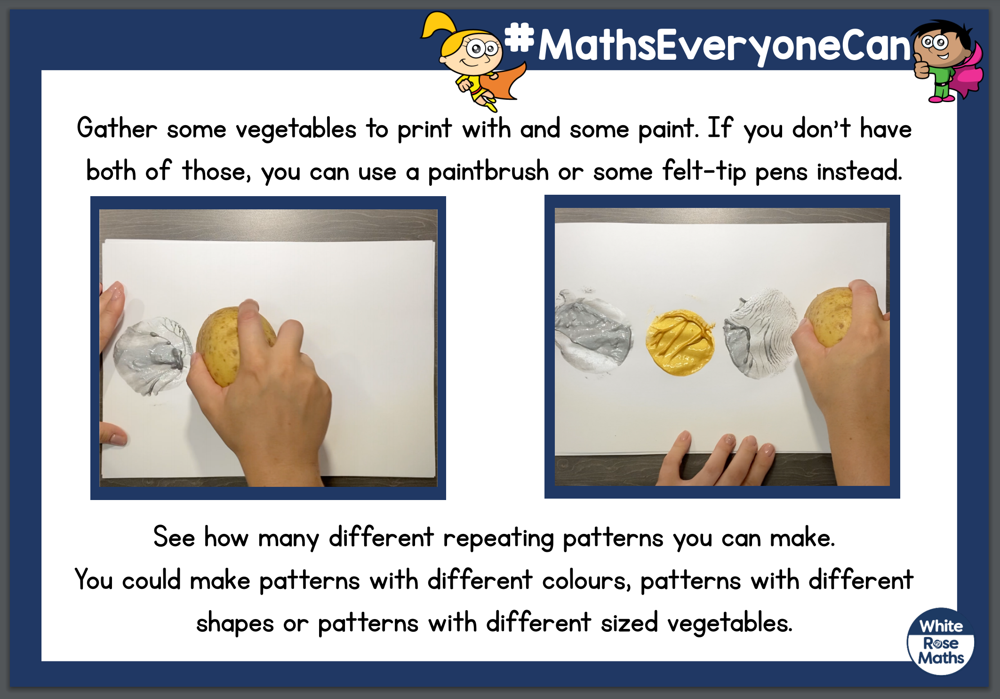 #MathsEveryoneCan
Gather some vegetables to print with and some paint. If you don't have
both of those, you can use a paintbrush or some felt-tip pens instead.
See how many different repeating patterns you can make.
You could make patterns with different colours, patterns with different
shapes or patterns with different sized vegetables.
White
Rose
Maths